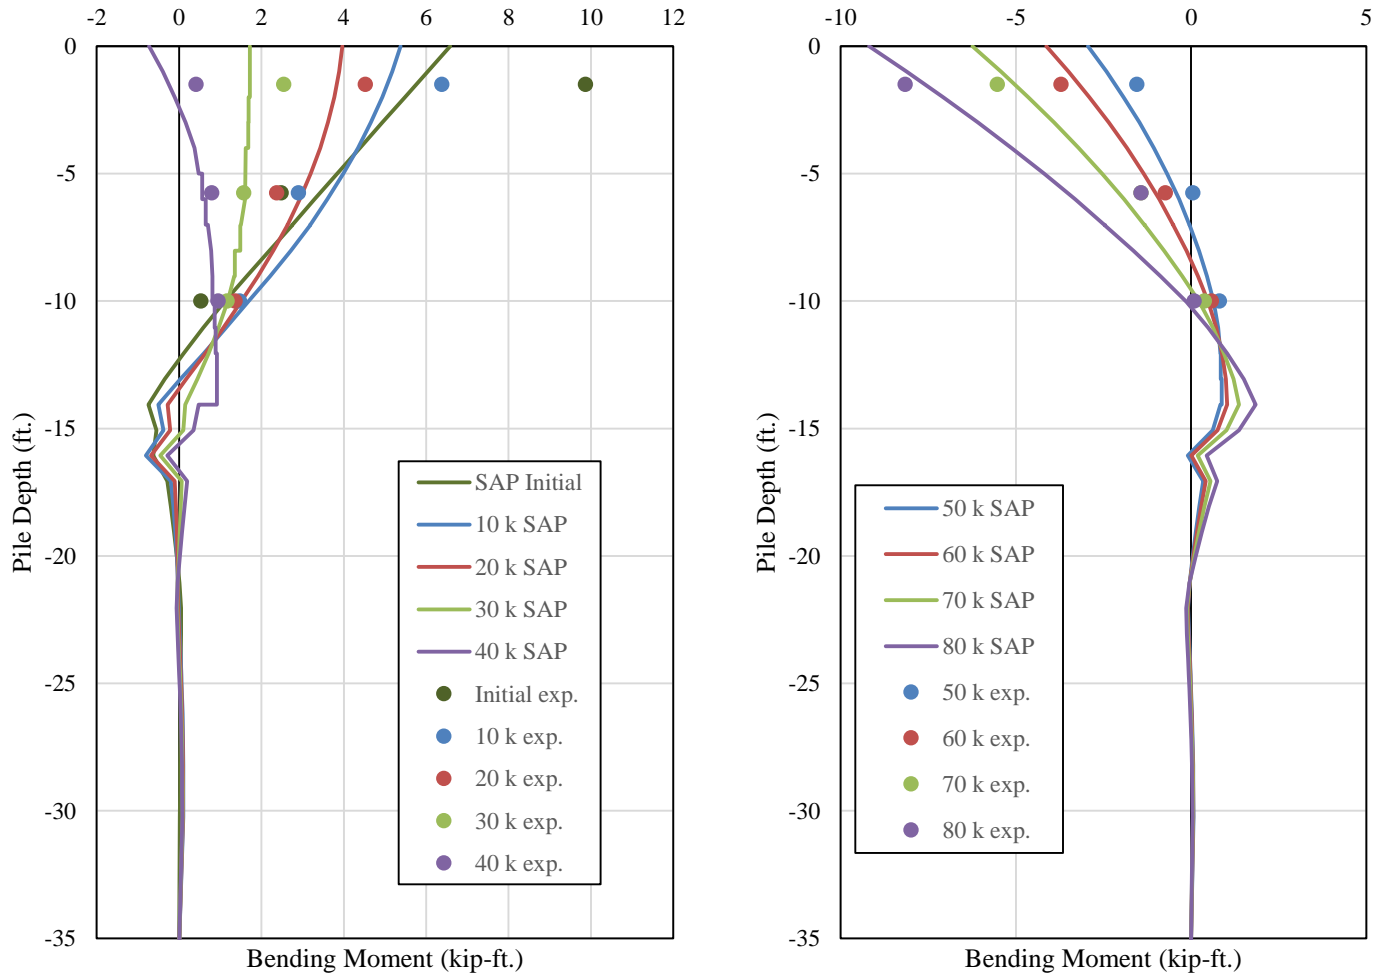 -2 0 2 4 6 8 10 12
0
-5
-10
-15
-20
-25
-30
-35
Pile Depth (ft.)
SAP Initial
10 k SAP
20 k SAP
30 k SAP
40 k SAP
Initial exp.
10 k exp.
20 k exp.
30 k exp.
40 k exp.
Bending Moment (kip-ft.)
-10 -5 0 5
0
-5
-10
-15
-20
-25
-30
-35
Pile Depth (ft.)
50 k SAP
60 k SAP
70 k SAP
80 k SAP
50 k exp.
60 k exp.
70 k exp.
80 k exp.
Bending Moment (kip-ft.)